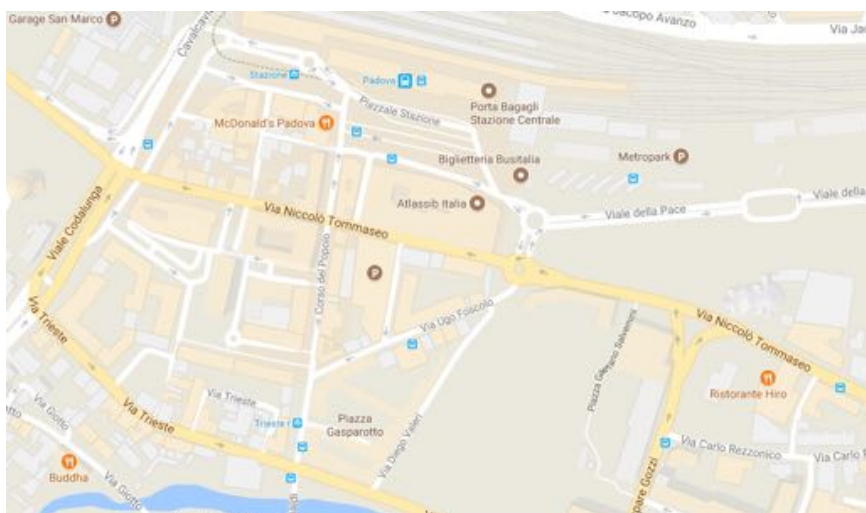 Garage San Marco
Cavalcavia
Jacopo Avanzo
Via Ja
Stazione
Padova
Piazzale Stazione
Porta Bagagli
Stazione Centrale
McDonald's Padova
Biglietteria Busitalia
Metropark
Viale Codalunga
Via Niccolò Tommaseo
Atlassib Italia
Viale della Pace
Viale della
Corso del Popolo
Via Trieste
Via Ugo Foscolo
Via Niccolò Tommaseo
Ristorante Hiro
Via Giotto
Via Trieste
Via Trieste
Trieste
Piazza
Gasparotto
Via Diego Valeri
Via Carlo Rezzonico
Via Carlo R
Buddha
Via Giotto
pare Gozzi